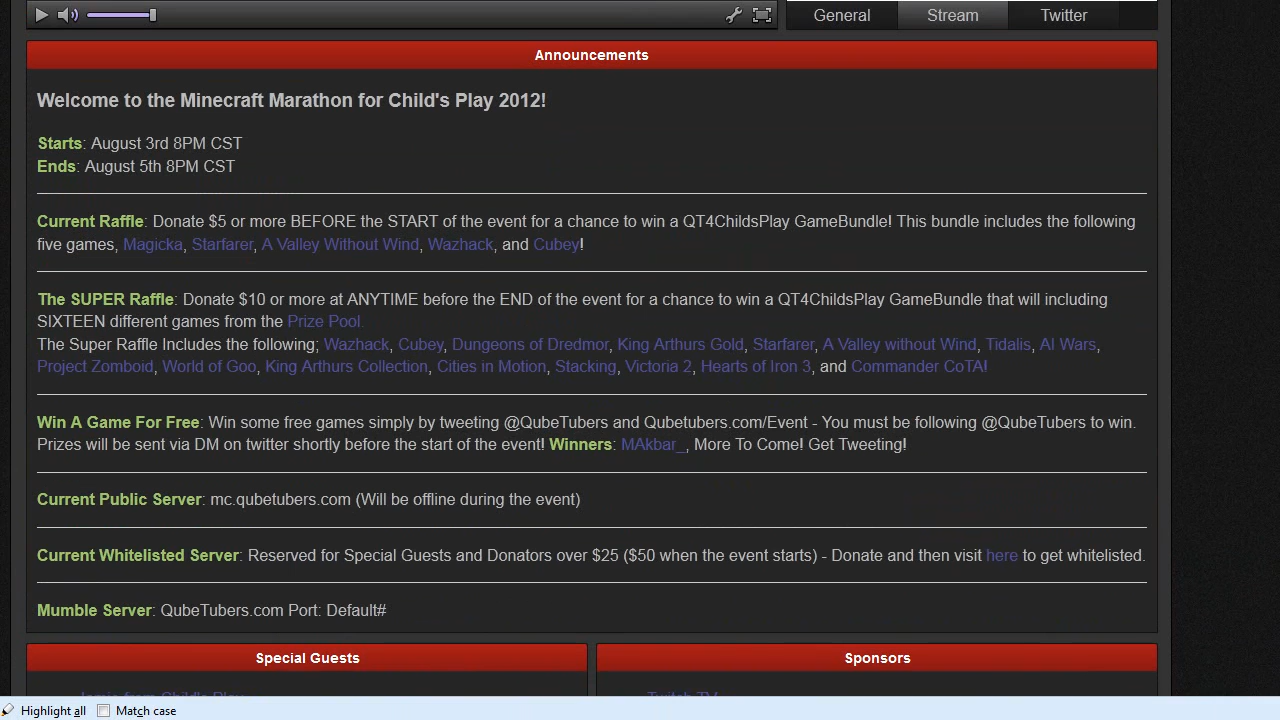 General Stream Twitter
Announcements
Welcome to the Minecraft Marathon for Child's Play 2012!
Starts: August 3rd 8PM CST
Ends: August 5th 8PM CST
Current Raffle: Donate $5 or more BEFORE the START of the event for a chance to win a QT4ChildsPlay GameBundle! This bundle includes the following
five games, Magicka, Starfarer, A Valley Without Wind, Wazhack, and Cubey!
The SUPER Raffle: Donate $10 or more at ANYTIME before the END of the event for a chance to win a QT4ChildsPlay GameBundle that will including
SIXTEEN different games from the Prize Pool.
The Super Raffle Includes the following; Wazhack, Cubey, Dungeons of Dredmor, King Arthurs Gold, Starfarer, A Valley without Wind, Tidalis, AI Wars,
Project Zomboid, World of Goo, King Arthurs Collection, Cities in Motion, Stacking, Victoria 2, Hearts of Iron 3, and Commander CoTA!
Win A Game For Free: Win some free games simply by tweeting @QubeTubers and Qubetubers.com/Event - You must be following @QubeTubers to win.
Prizes will be sent via DM on twitter shortly before the start of the event! Winners: MAkbar_, More To Come! Get Tweeting!
Current Public Server: mc.qubetubers.com (Will be offline during the event)
Current Whitelisted Server: Reserved for Special Guests and Donators over $25 ($50 when the event starts) - Donate and then visit here to get whitelisted.
Mumble Server: QubeTubers.com Port: Default#
Special Guests Sponsors
Jamie from Child's Play Twitch TV
Highlight all Match case